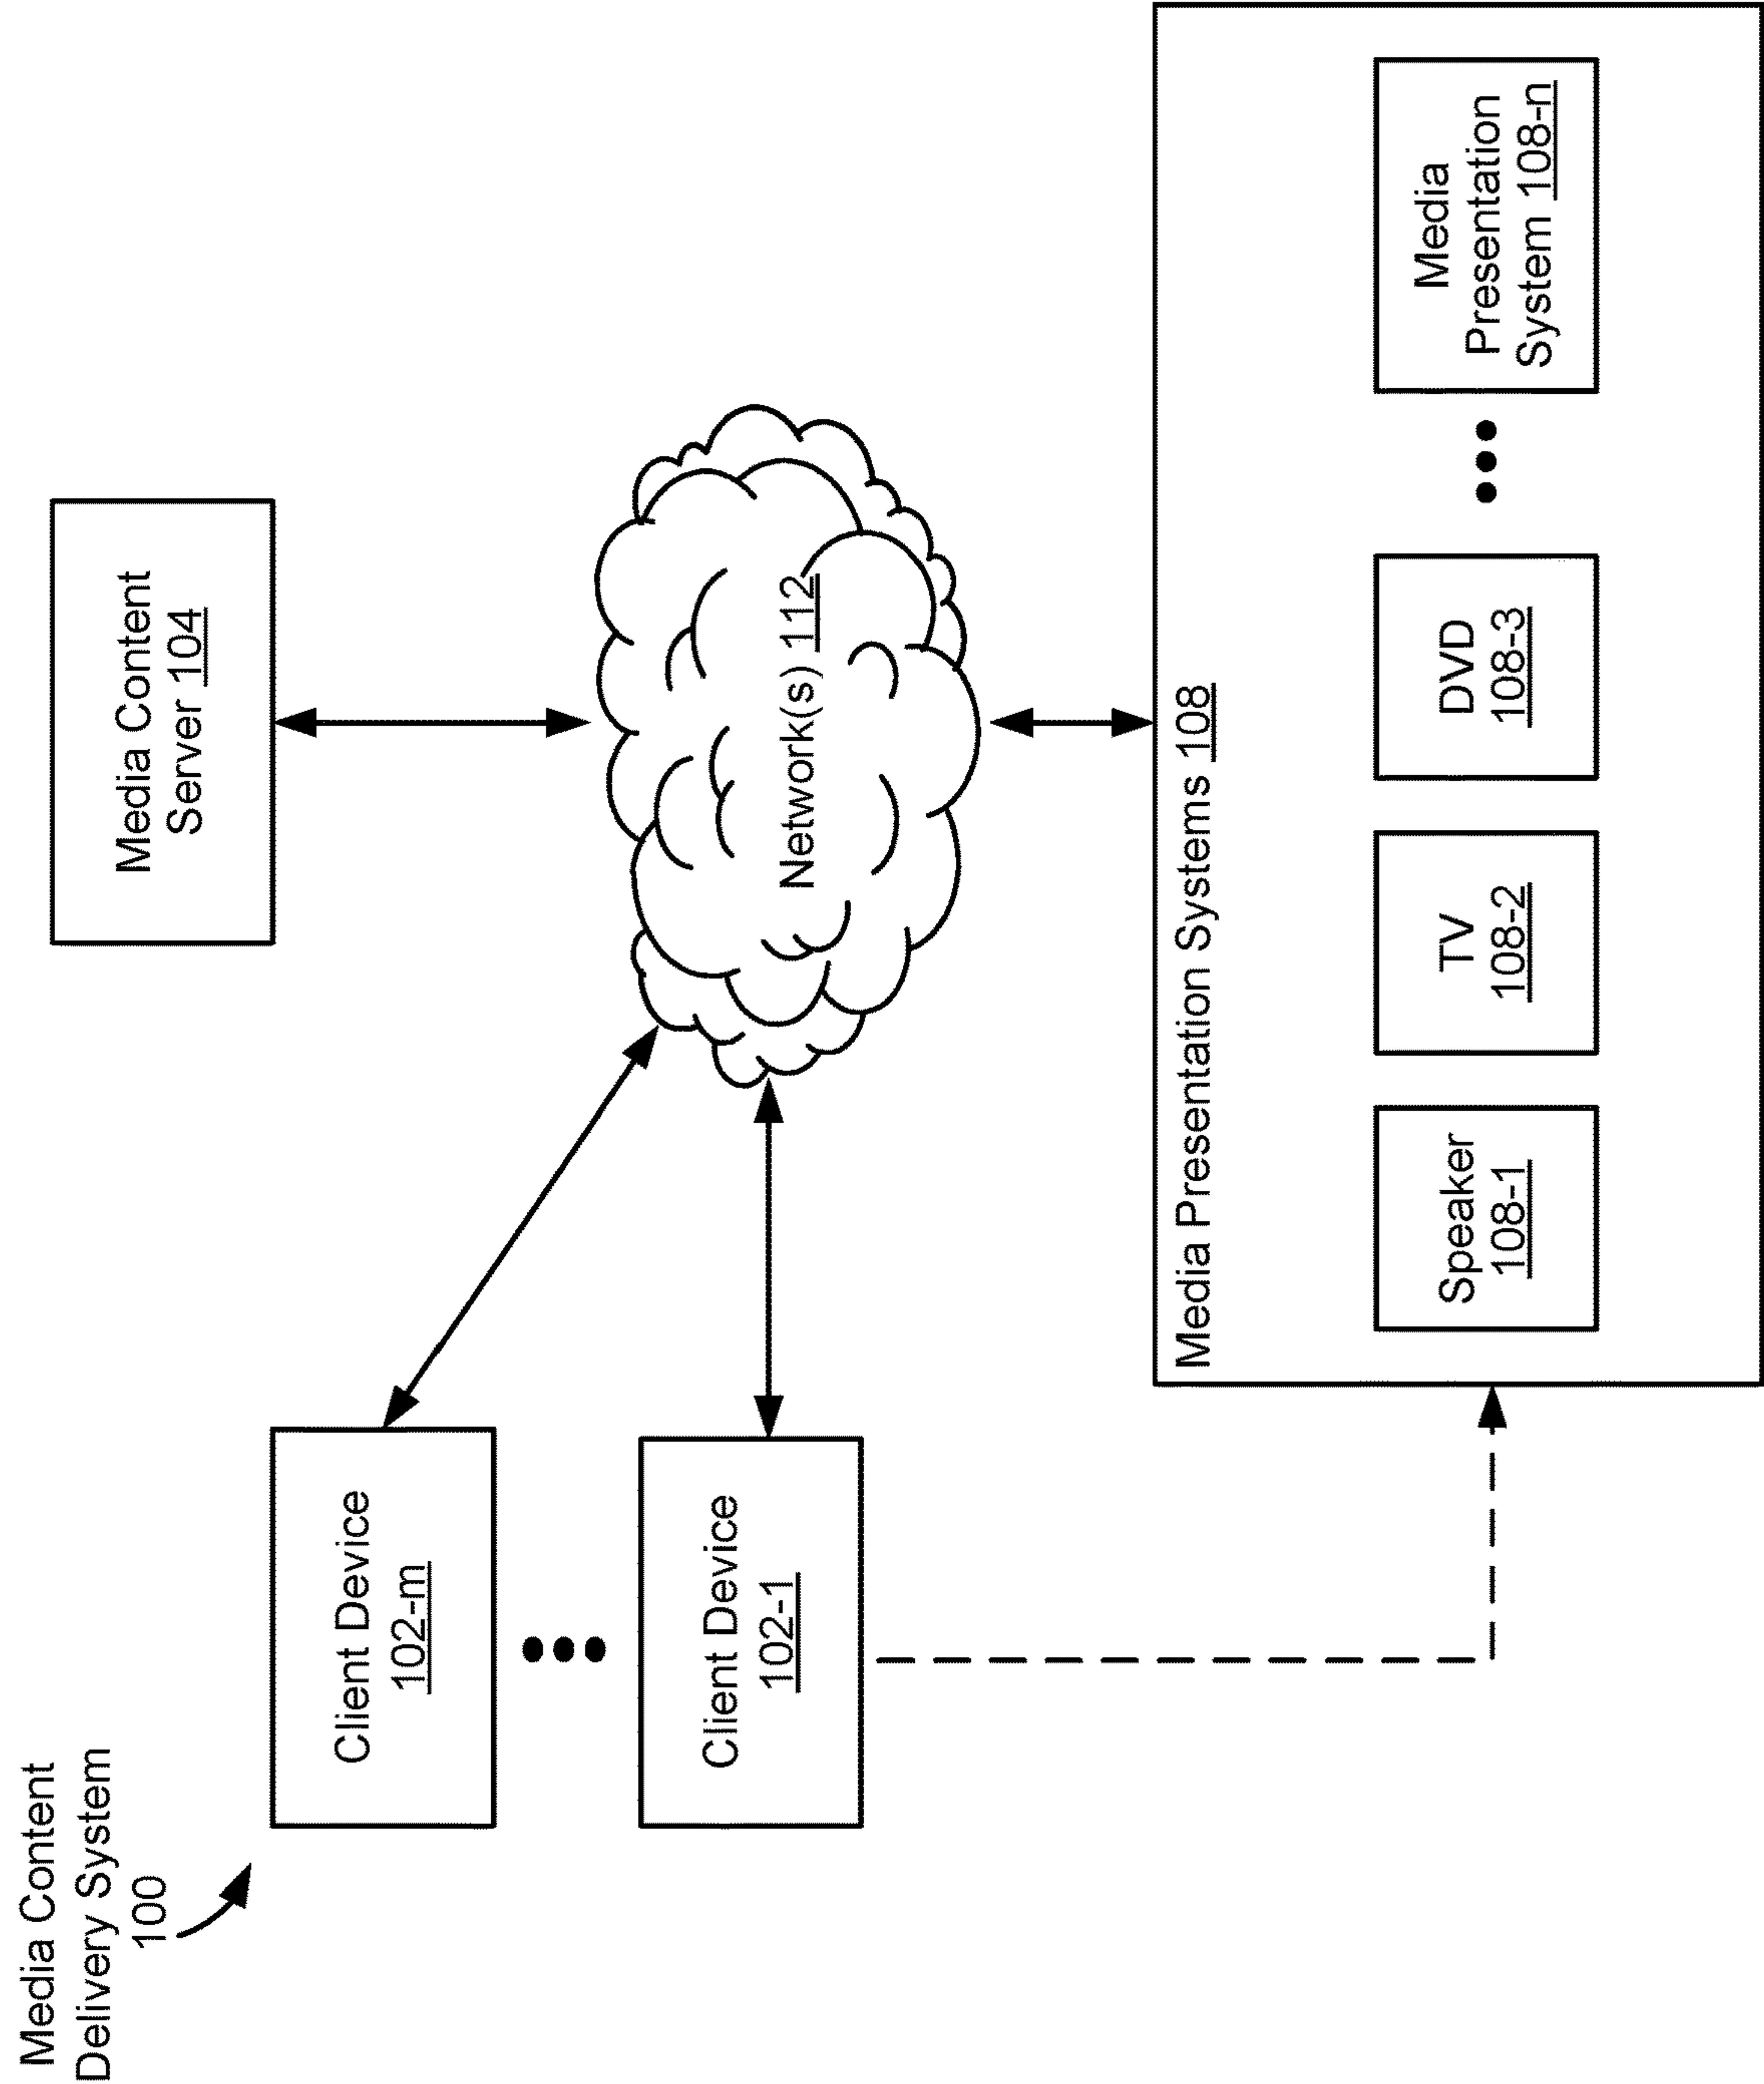 Media Content
Delivery System
100
Client Device
102-m
Client Device
102-1
Media Content
Server 104
Network(s) 112
Media Presentation Systems 108
Speaker
108-1
TV
108-2
DVD
108-3
Media
Presentation
System 108-n